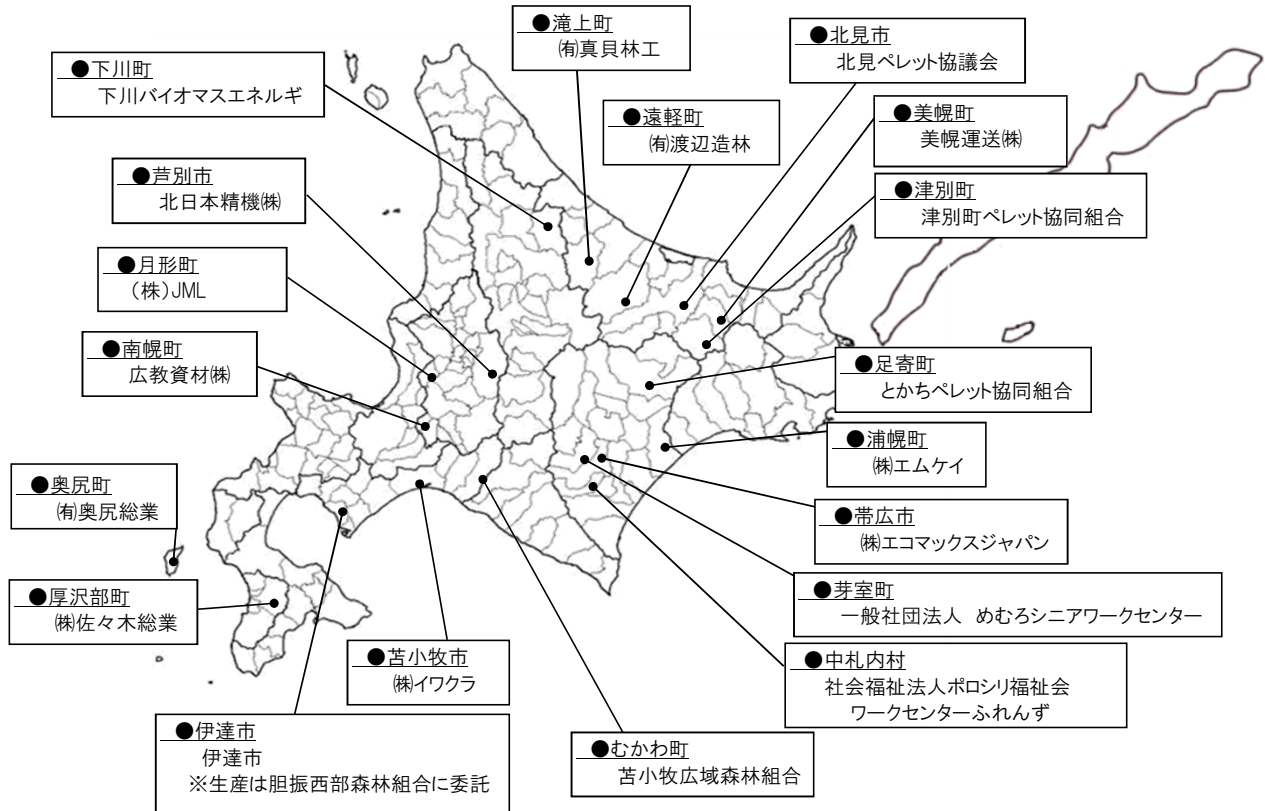 ●滝上町
㈲真貝林工
●北見市
北見ペレット協議会
●下川町
下川バイオマスエネルギ
●遠軽町
㈲渡辺造林
●美幌町
美幌運送㈱
●芦別市
北日本精機㈱
●津別町
津別町ペレット協同組合
●月形町
（株）JML
●南幌町
広教資材㈱
●足寄町
とかちペレット協同組合
●浦幌町
㈱エムケイ
●奥尻町
㈲奥尻総業
●帯広市
㈱エコマックスジャパン
●厚沢部町
㈱佐々木総業
●芽室町
一般社団法人　めむろシニアワークセンター
●苫小牧市
㈱イワクラ
●中札内村
社会福祉法人ポロシリ福祉会
ワークセンターふれんず
●伊達市
伊達市
※生産は胆振西部森林組合に委託
●むかわ町
苫小牧広域森林組合